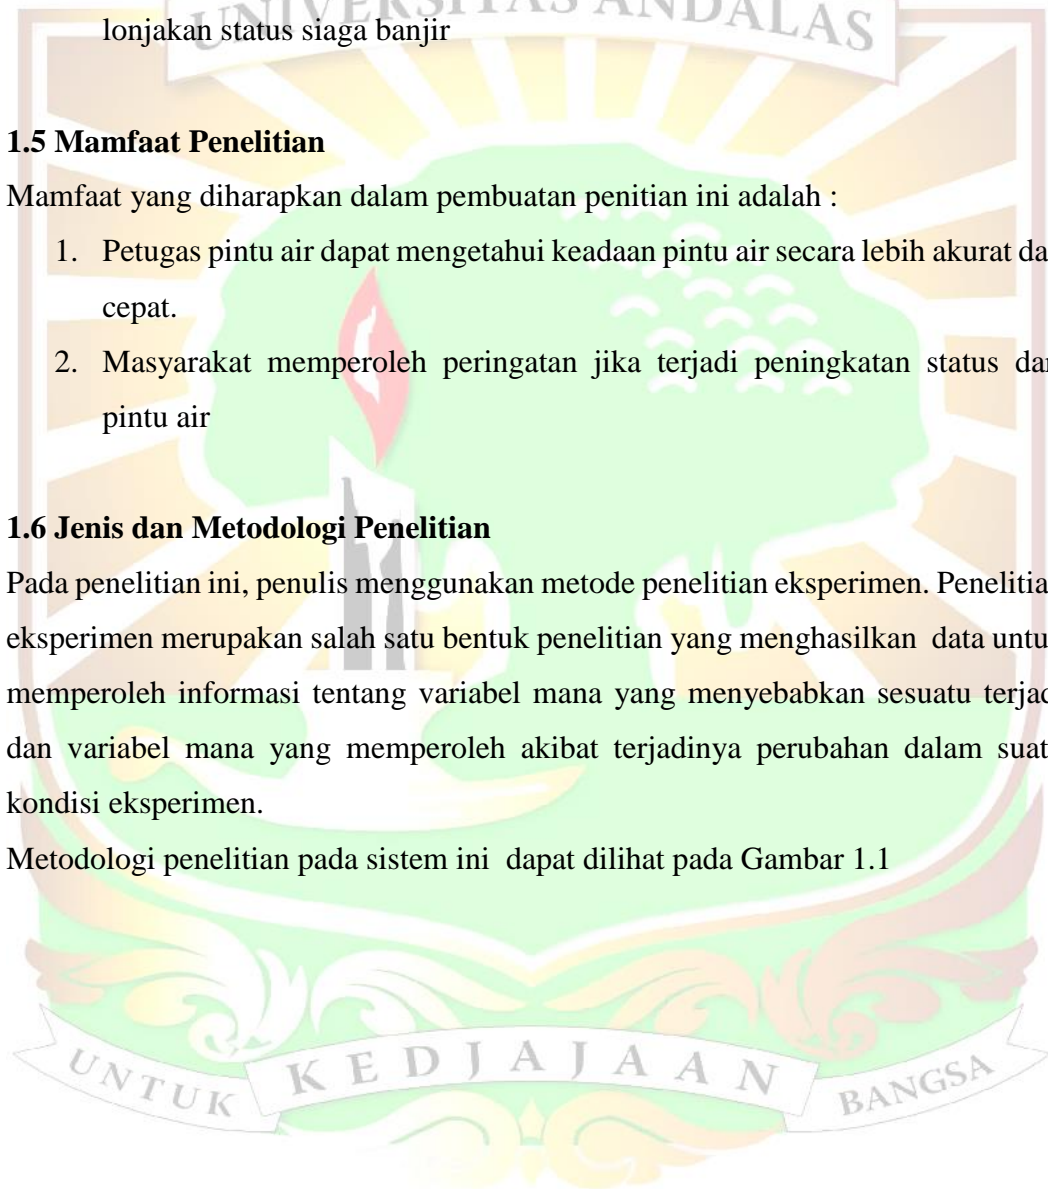 UNIVERSITAS ANDALAS
lonjakan status siaga banjir
1.5 Mamfaat Penelitian
Mamfaat yang diharapkan dalam pembuatan penitian ini adalah :
1. Petugas pintu air dapat mengetahui keadaan pintu air secara lebih akurat da
cepat.
2. Masyarakat memperoleh peringatan jika terjadi peningkatan status dar
pintu air
1.6 Jenis dan Metodologi Penelitian
Pada penelitian ini, penulis menggunakan metode penelitian eksperimen. Penelitia
eksperimen merupakan salah satu bentuk penelitian yang menghasilkan data untu
memperoleh informasi tentang variabel mana yang menyebabkan sesuatu terjad
dan variabel mana yang memperoleh akibat terjadinya perubahan dalam suat
kondisi eksperimen.
Metodologi penelitian pada sistem ini dapat dilihat pada Gambar 1.1
UNTUK KEDJAJAAN BANGSA